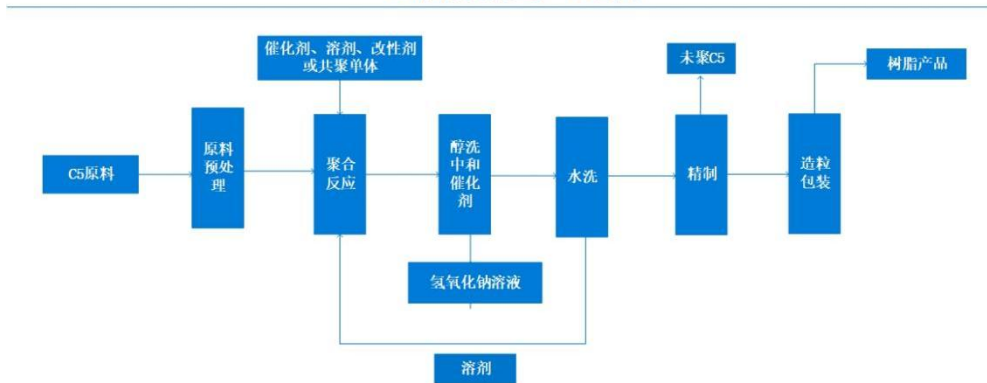 催化剂、溶剂、改性剂
或共聚单体
未聚C5
树脂产品
C5原料
原料
预处
理
聚合
反应
醇洗
中和
催化
剂
水洗
精制
造粒
包装
氢氧化钠溶液
溶剂